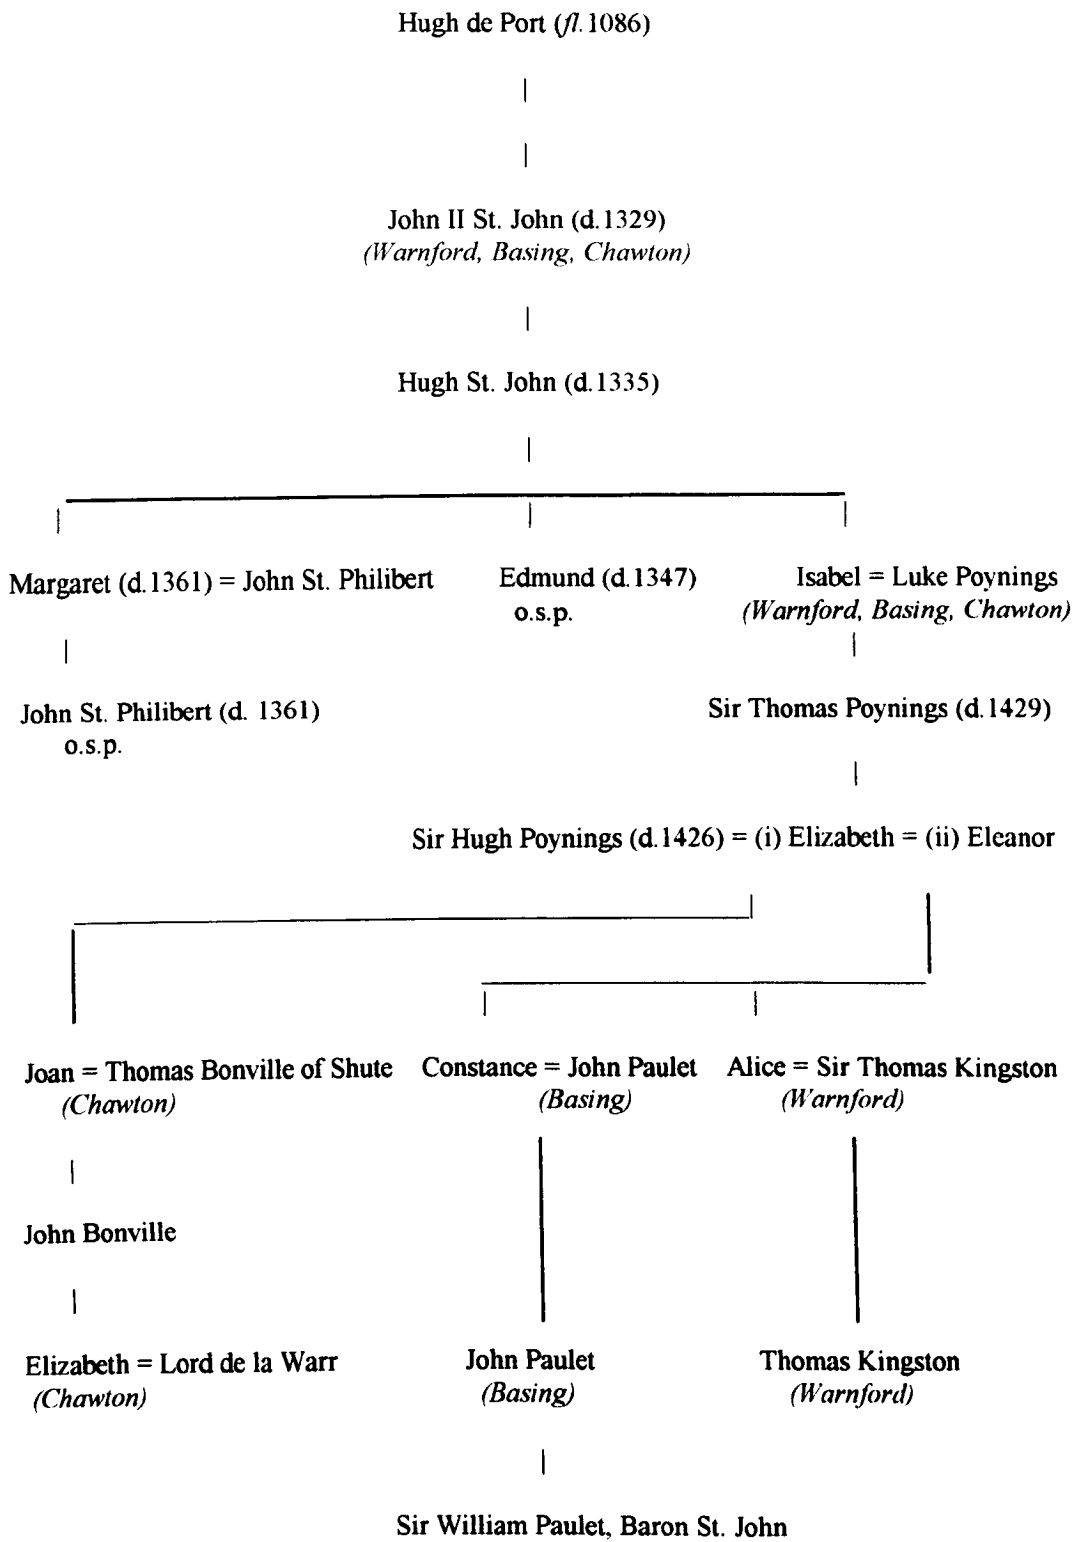 Hugh de Port (fl. 1086)
John II St. John (d.1329)
(Warnford, Basing, Chawton)
Hugh St. John (d.1335)
Margaret (d.1361) = John St. Philibert
Edmund (d.1347)
o.s.p.
Isabel = Luke Poynings
(Warnford, Basing, Chawton)
John St. Philibert (d. 1361)
o.s.p.
Sir Thomas Poynings (d.1429)
Sir Hugh Poynings (d.1426) = (i) Elizabeth = (ii) Eleanor
Joan = Thomas Bonville of Shute
(Chawton)
Constance = John Paulet
(Basing)
Alice = Sir Thomas Kingston
(Warnford)
John Bonville
Elizabeth = Lord de la Warr
(Chawton)
John Paulet
(Basing)
Thomas Kingston
(Warnford)
Sir William Paulet, Baron St. John